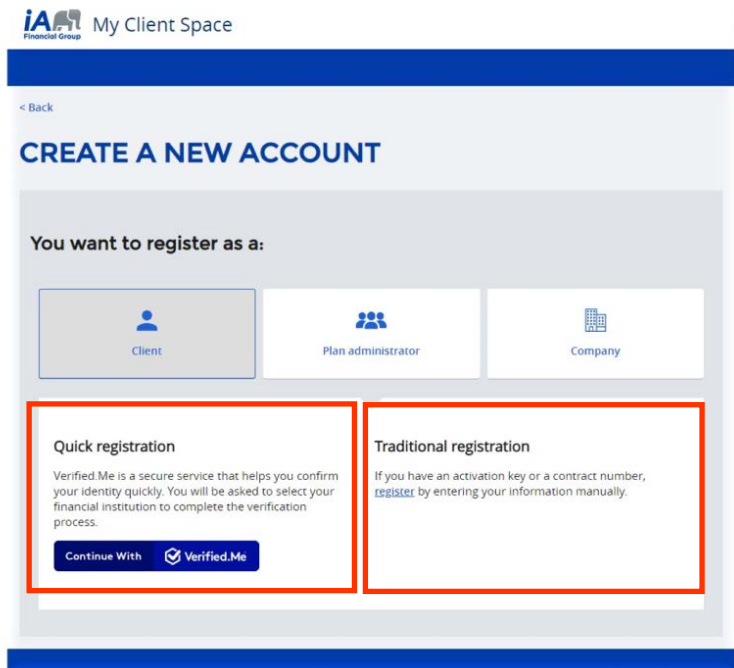 iA
Financial Group
My Client Space
< Back
CREATE A NEW ACCOUNT
You want to register as a:
Client
Plan administrator
Company
Quick registration
Verified.Me is a secure service that helps you confirm
your identity quickly. You will be asked to select your
financial institution to complete the verification
process.
Continue With Verified.Me
Traditional registration
If you have an activation key or a contract number,
register by entering your information manually.